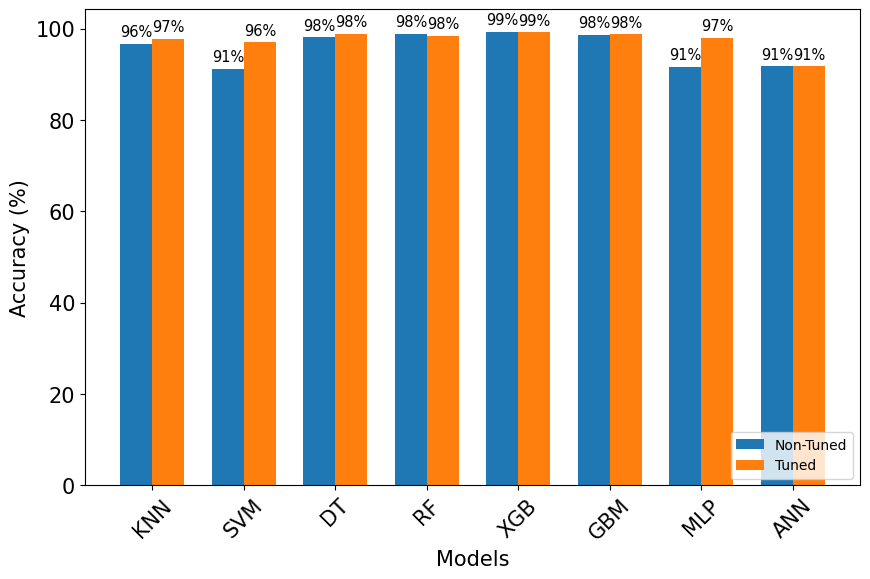 96% 97% 91% 96% 98% 98% 98% 98% 99% 99% 98% 98% 91% 97% 91% 91%
100
80
60
40
20
0
Accuracy (%)
Non-Tuned
Tuned
KNN SVM DT RF XGB GBM MLP ANN
Models